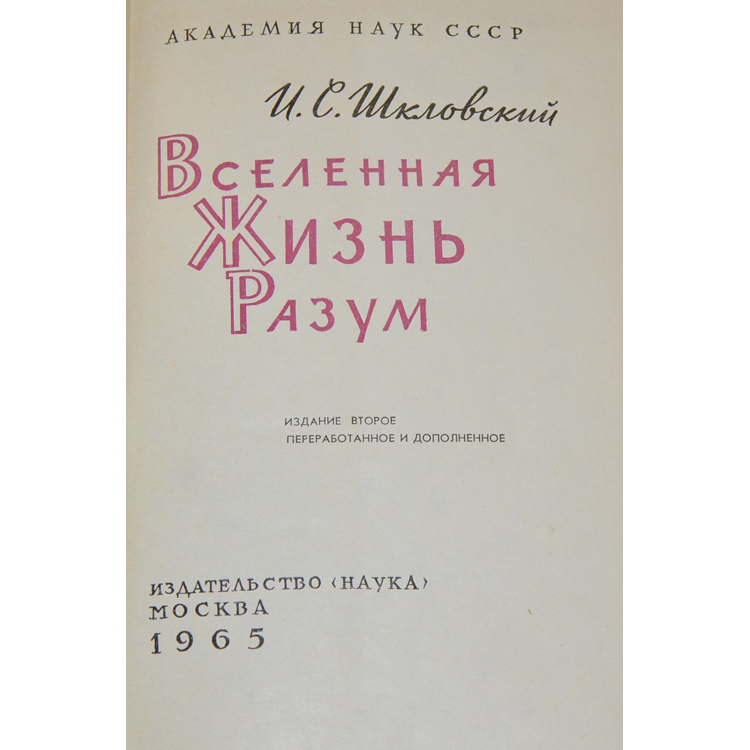 АКАДЕМИЯ НАУК СССР
И. С. Шкловский
ВСЕЛЕННАЯ
ЖИЗНЬ
РАЗУМ
ИЗДАНИЕ ВТОРОЕ
ПЕРЕРАБОТАННОЕ И ДОПОЛНЕННОЕ
ИЗДАТЕЛЬСТВО ‹НАУКА›
МОСКВА
1965